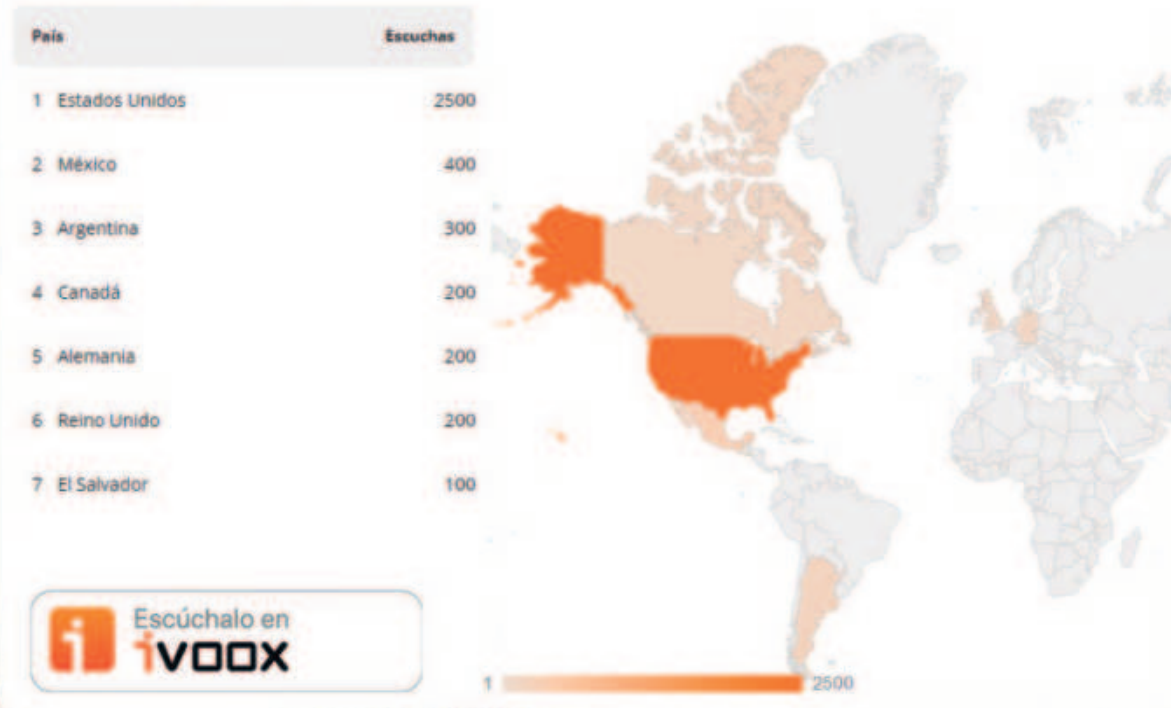 País Escuchas
1 Estados Unidos 2500
2 México 400
3 Argentina 300
4 Canadá 200
5 Alemania 200
6 Reino Unido 200
7 El Salvador 100
Escúchalo en
ivoox
1 2500